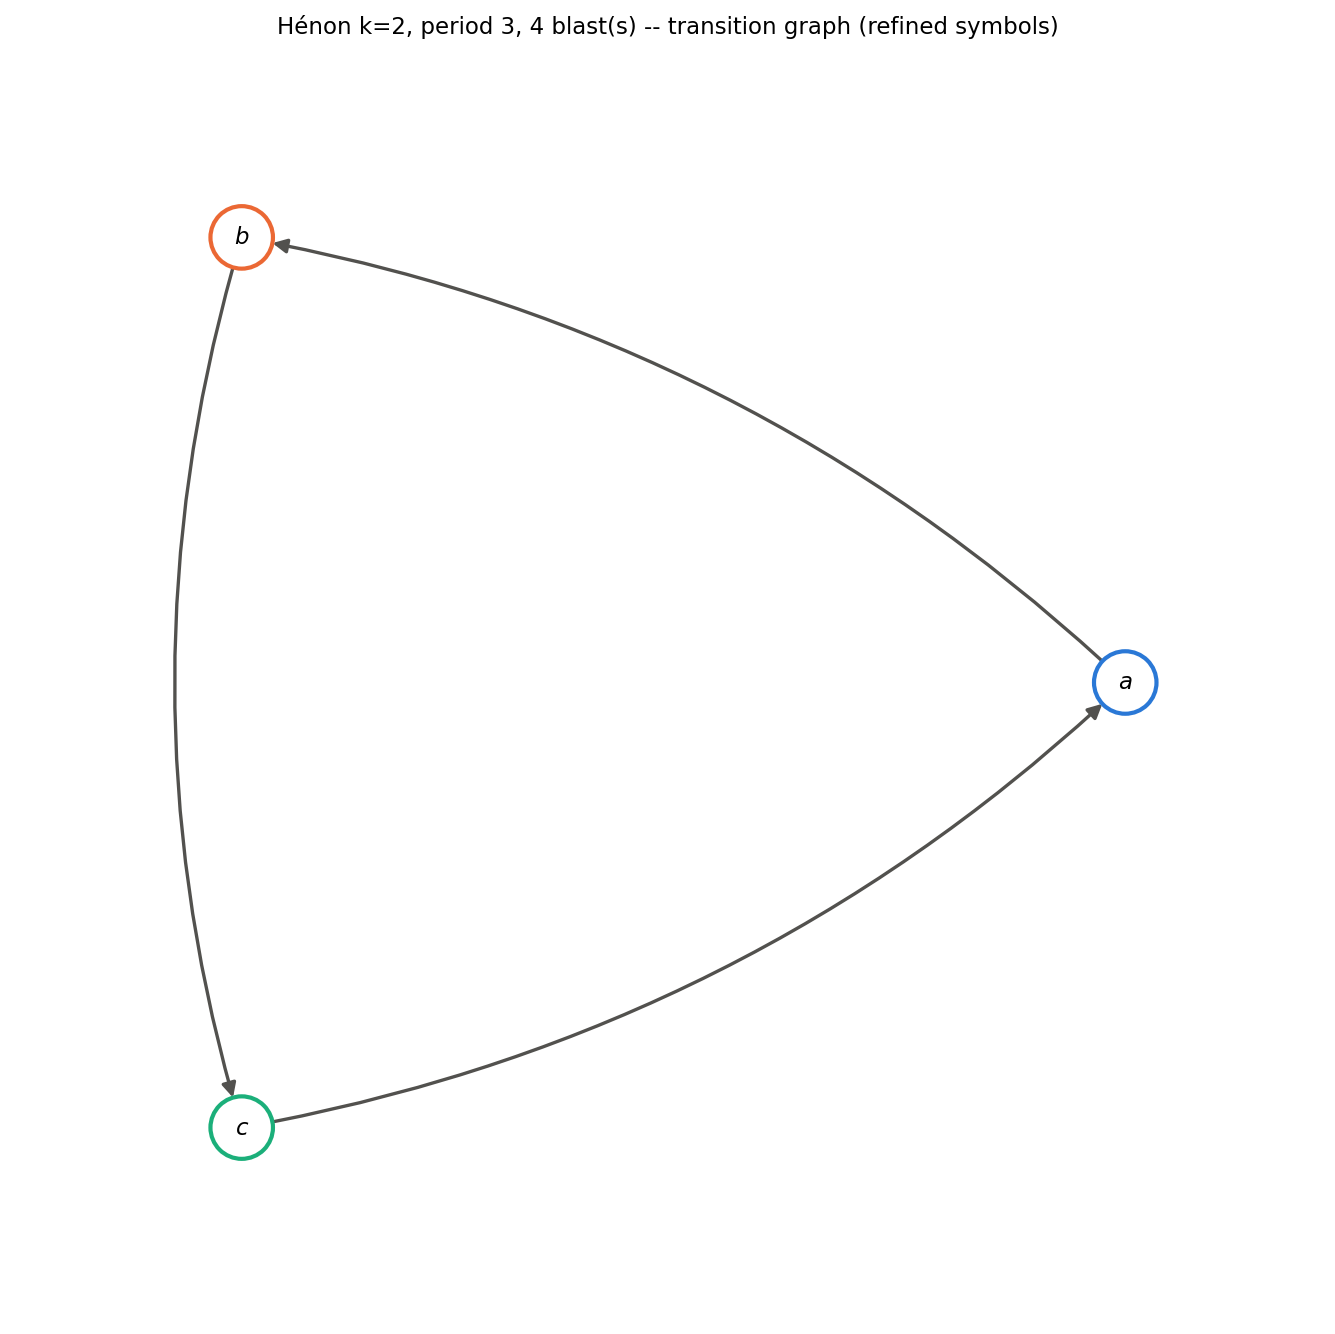 Hénon k=2, period 3, 4 blast(s) -- transition graph (refined symbols)
b
a
c